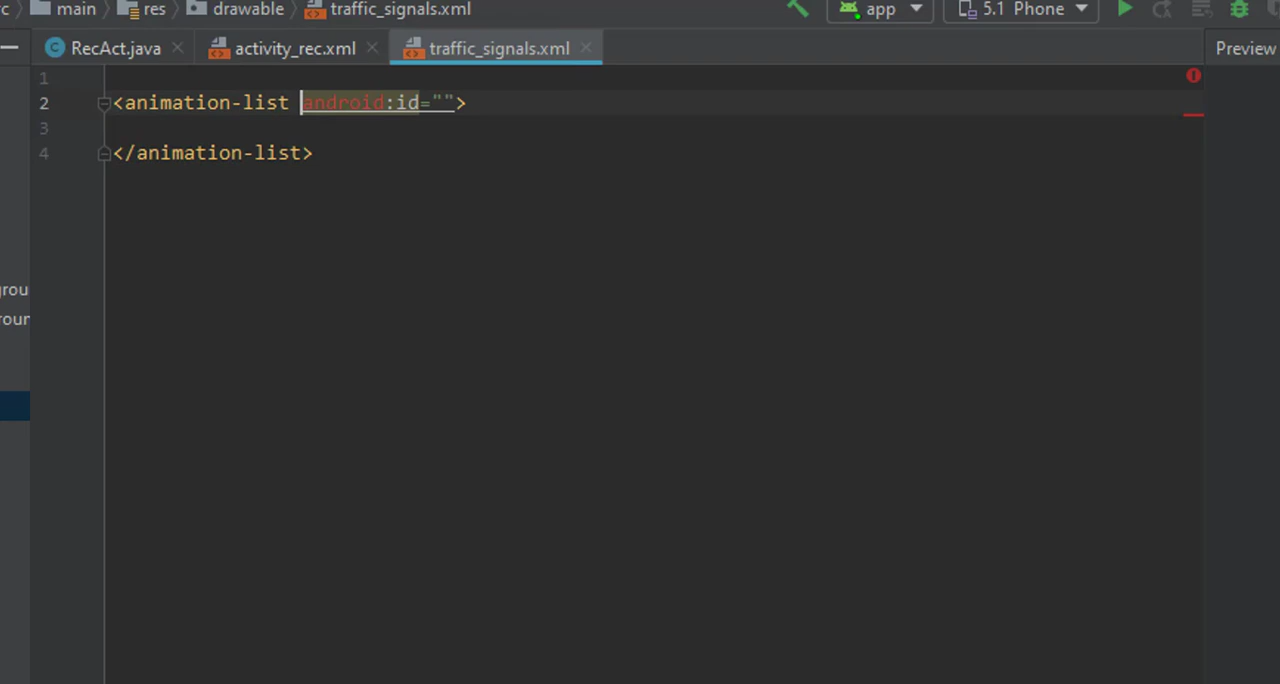 main res drawable traffic_signals.xml app 5.1 Phone
RecAct.java activity_rec.xml traffic_signals.xml Preview
1
2 <animation-list android:id="">
3
4 </animation-list>